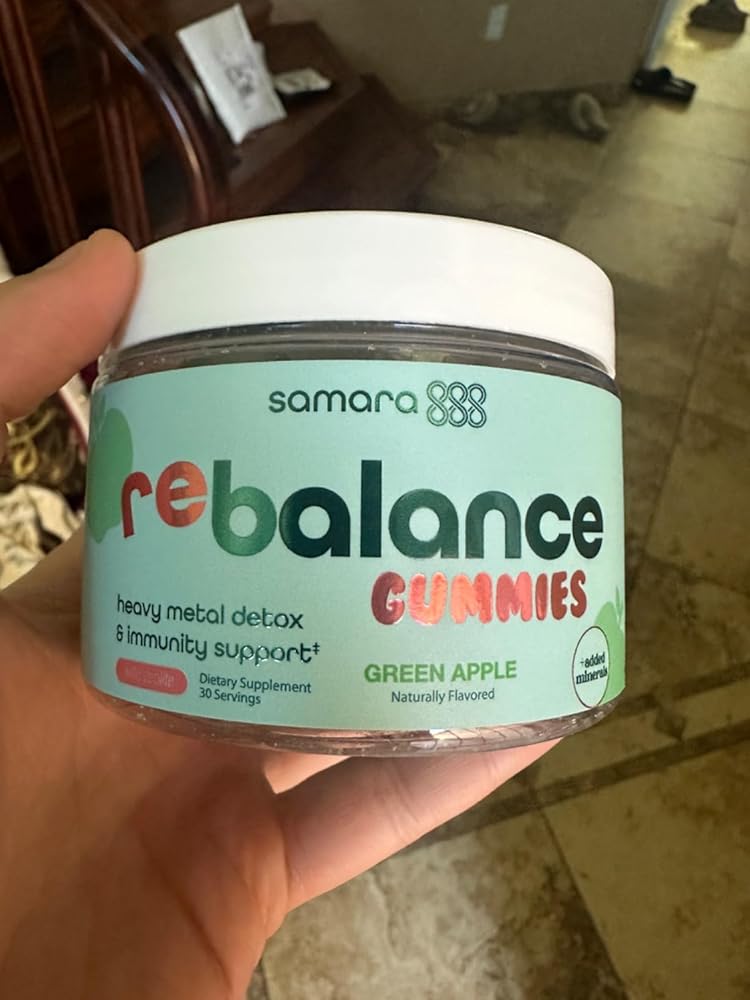 samara
rebalance
GUMMIES
heavy metal detox
& immunity support‡
Dietary Supplement
30 Servings
GREEN APPLE
Naturally Flavored
+added
minerals